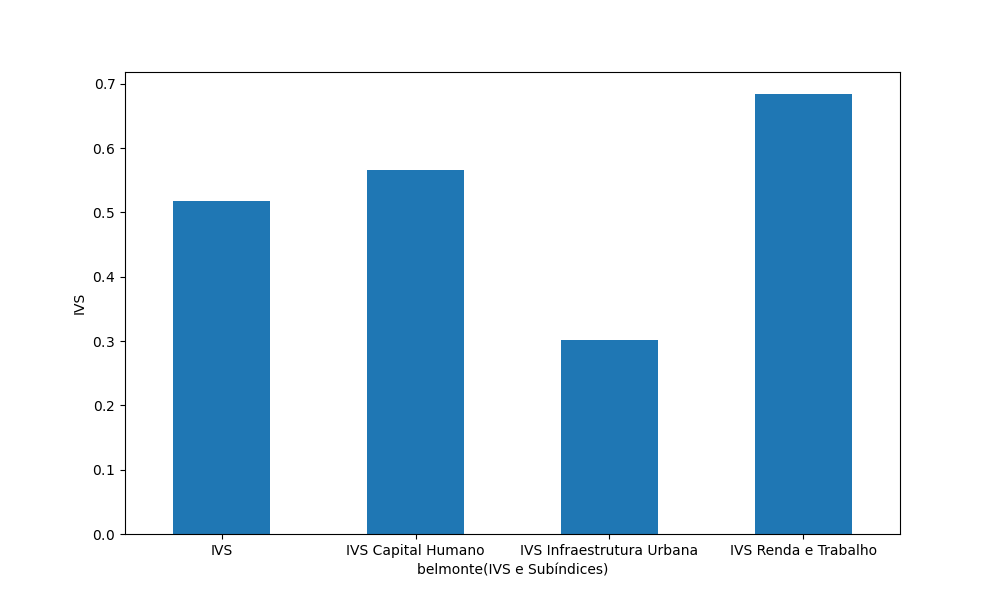 0.7
0.6
0.5
0.4
0.3
0.2
0.1
0.0
IVS
IVS IVS Capital Humano IVS Infraestrutura Urbana IVS Renda e Trabalho
belmonte(IVS e Subíndices)